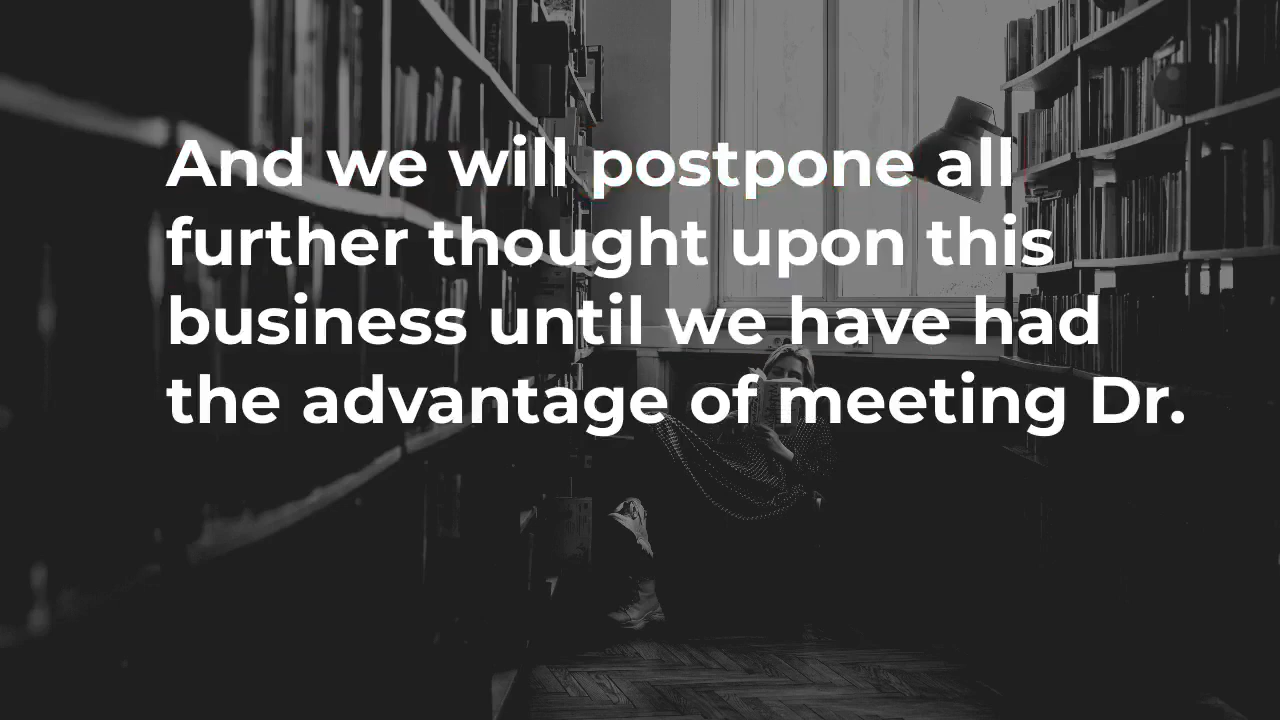 And we will postpone all
further thought upon this
business until we have had
the advantage of meeting Dr.